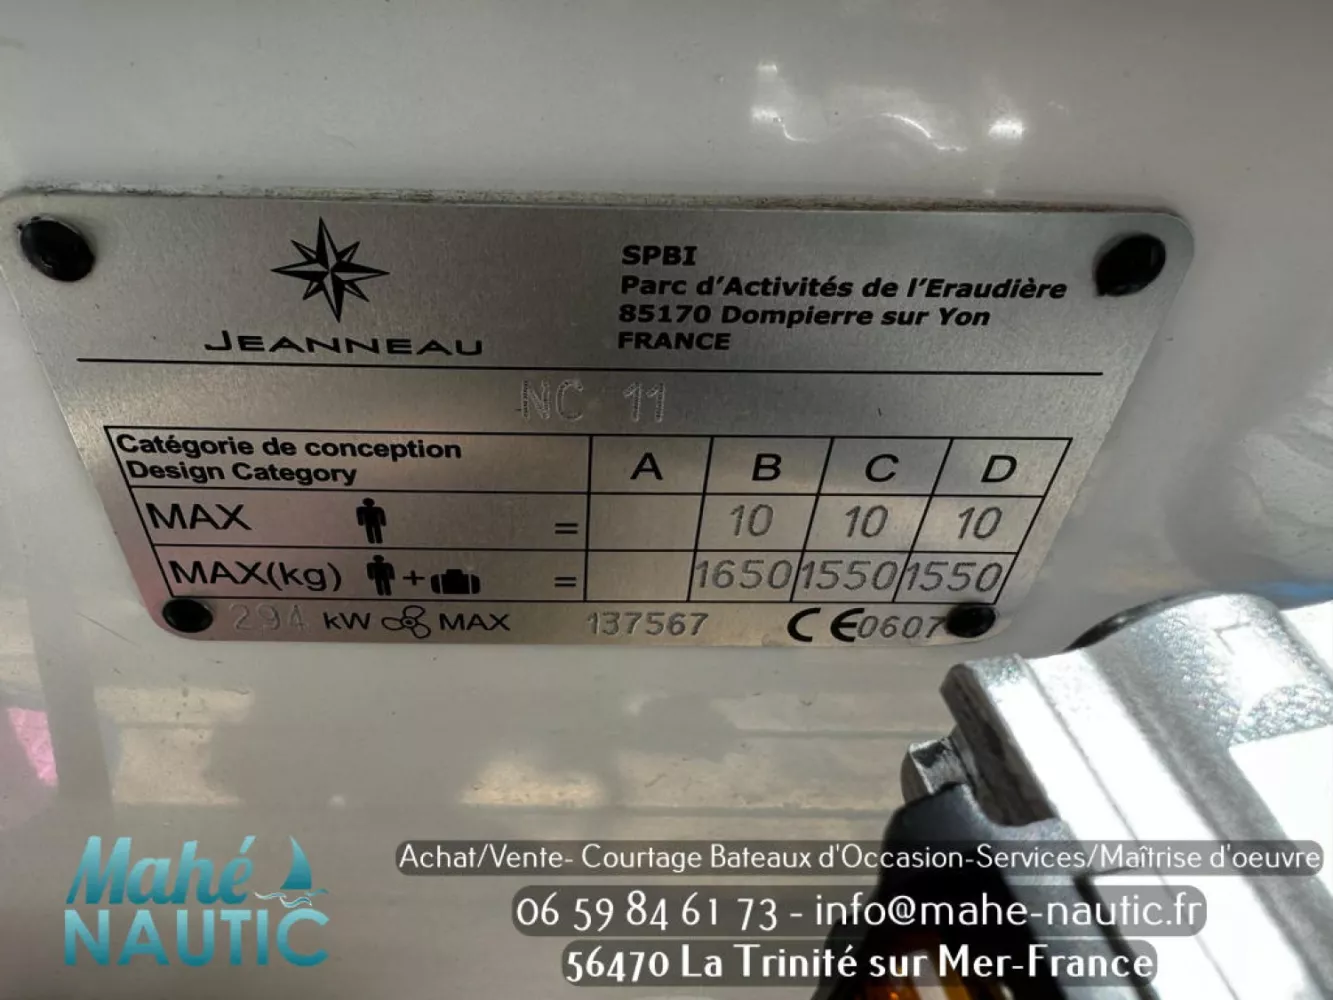 JEANNEAU
SPBI
Parc d'Activités de l'Eraudière
85170 Dompierre sur Yon
FRANCE
NC 11
Catégorie de conception
Design Category
A B C D
MAX = 10 10 10
MAX(kg) + = 1650 1550 1550
294 kW MAX 137567 CE0607
Mahé
NAUTIC
Achat/Vente- Courtage Bateaux d'Occasion-Services/Maîtrise d'oeuvre
06 59 84 61 73 - info@mahe-nautic.fr
56470 La Trinité sur Mer-France